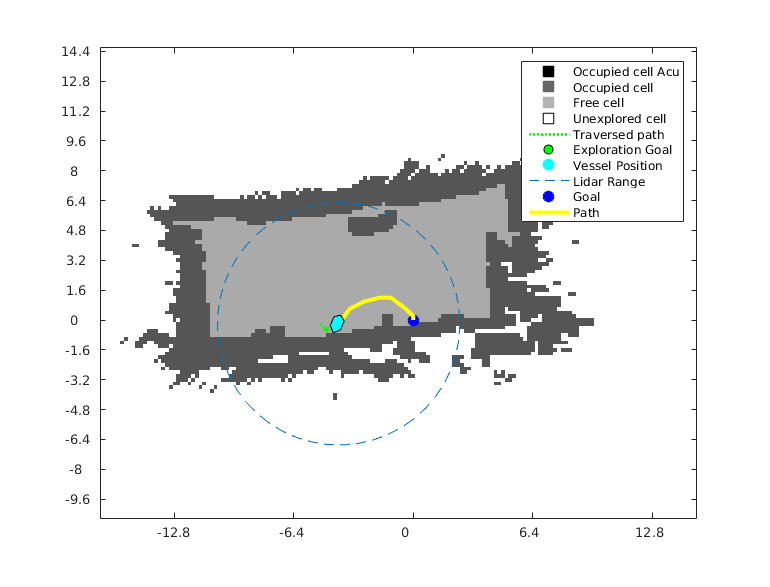 14.4
12.8
11.2
9.6
8
6.4
4.8
3.2
1.6
0
-1.6
-3.2
-4.8
-6.4
-8
-9.6
-12.8
-6.4
0
6.4
12.8
Occupied cell Acu
Occupied cell
Free cell
Unexplored cell
Traversed path
Exploration Goal
Vessel Position
Lidar Range
Goal
Path